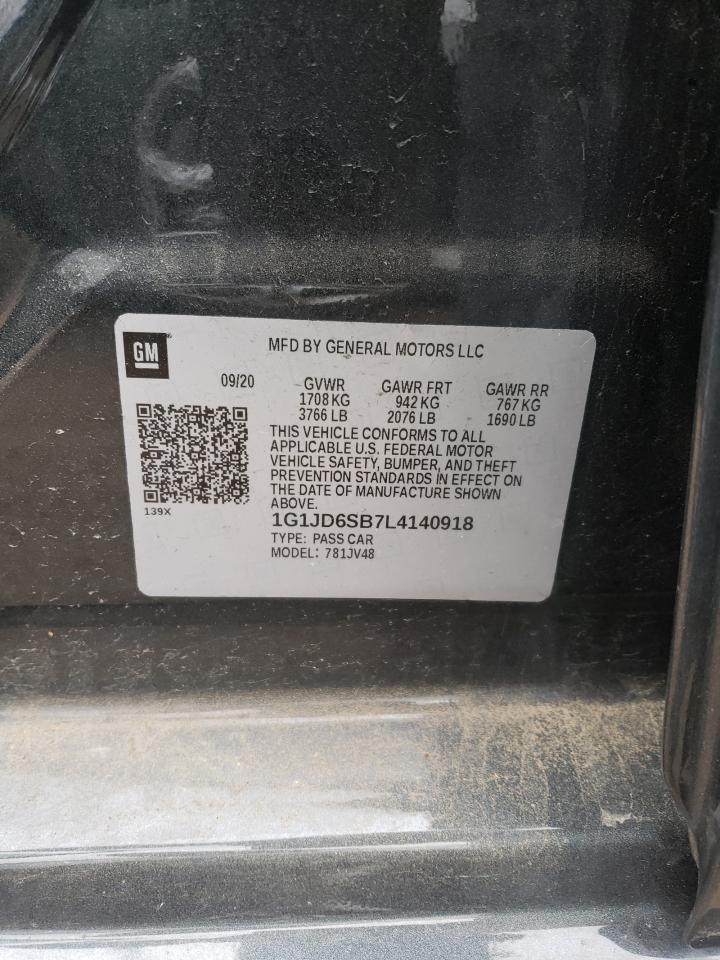 GM
MFD BY GENERAL MOTORS LLC
09/20 GVWR GAWR FRT GAWR RR
1708 KG 942 KG 767 KG
3766 LB 2076 LB 1690 LB
THIS VEHICLE CONFORMS TO ALL
APPLICABLE U.S. FEDERAL MOTOR
VEHICLE SAFETY, BUMPER, AND THEFT
PREVENTION STANDARDS IN EFFECT ON
THE DATE OF MANUFACTURE SHOWN
ABOVE.
139X
1G1JD6SB7L4140918
TYPE: PASS CAR
MODEL: 781JV48